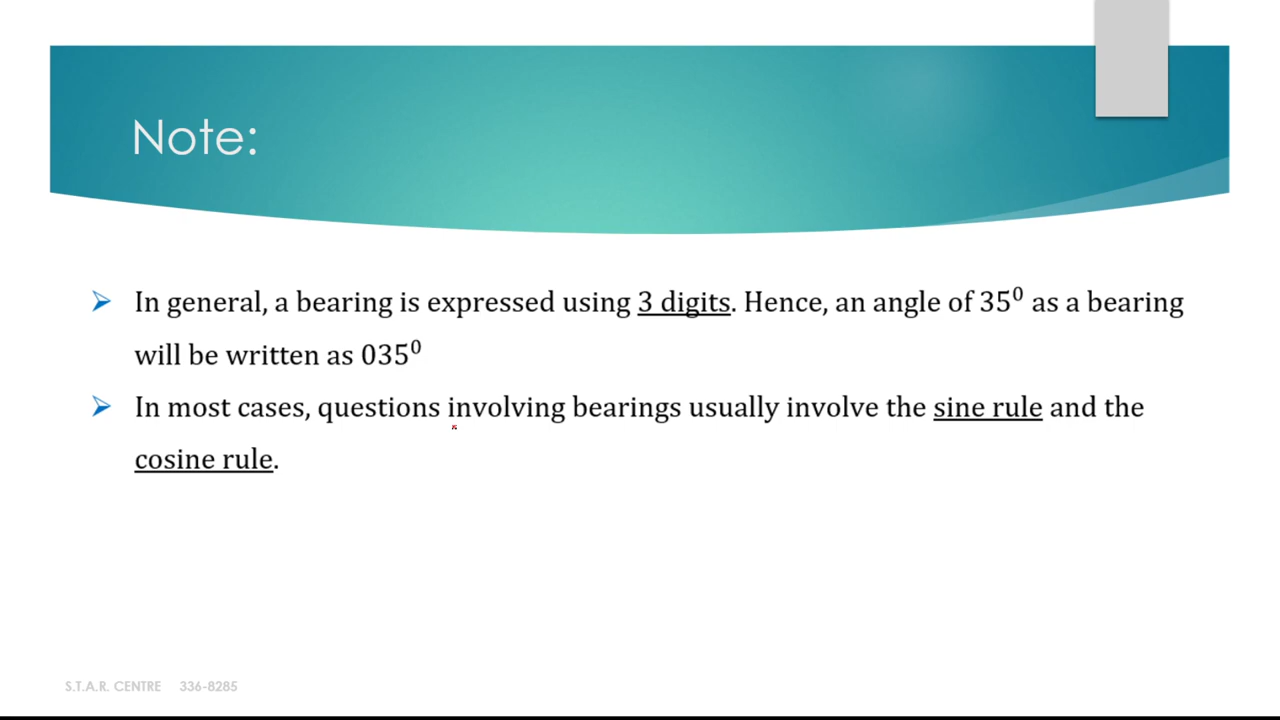 Note:
In general, a bearing is expressed using 3 digits. Hence, an angle of 35⁰ as a bearing
will be written as 035⁰
In most cases, questions involving bearings usually involve the sine rule and the
cosine rule.
S.T.A.R. CENTRE 336-8285